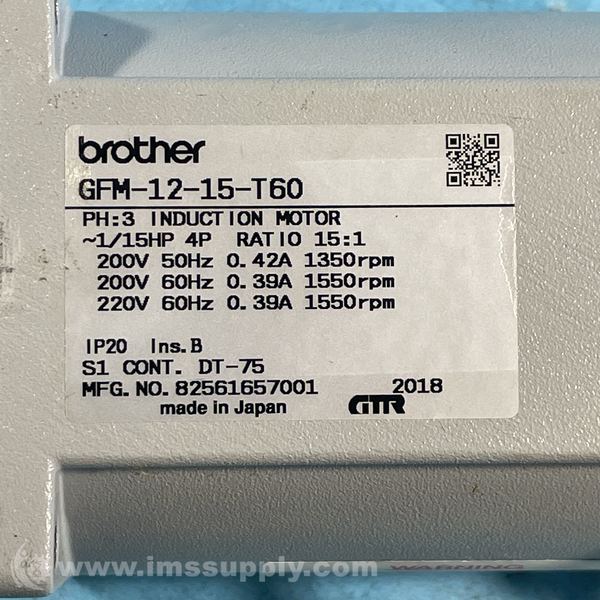 brother
GFM-12-15-T60
PH:3 INDUCTION MOTOR
~1/15HP 4P RATIO 15:1
200V 50Hz 0.42A 1350rpm
200V 60Hz 0.39A 1550rpm
220V 60Hz 0.39A 1550rpm
IP20 Ins.B
S1 CONT. DT-75
MFG.NO.82561657001 2018
made in Japan GTR
WARNING
© www.imssupply.com